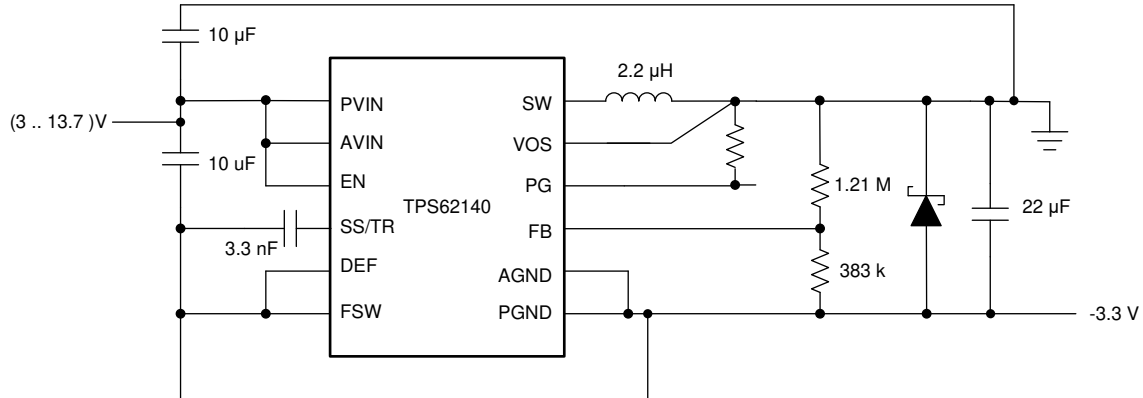 10 µF
2.2 µH
(3 .. 13.7 )V
PVIN
SW
AVIN
VOS
10 uF
EN
PG
TPS62140
1.21 M
3.3 nF
SS/TR
FB
22 µF
DEF
AGND
383 k
FSW
PGND
-3.3 V